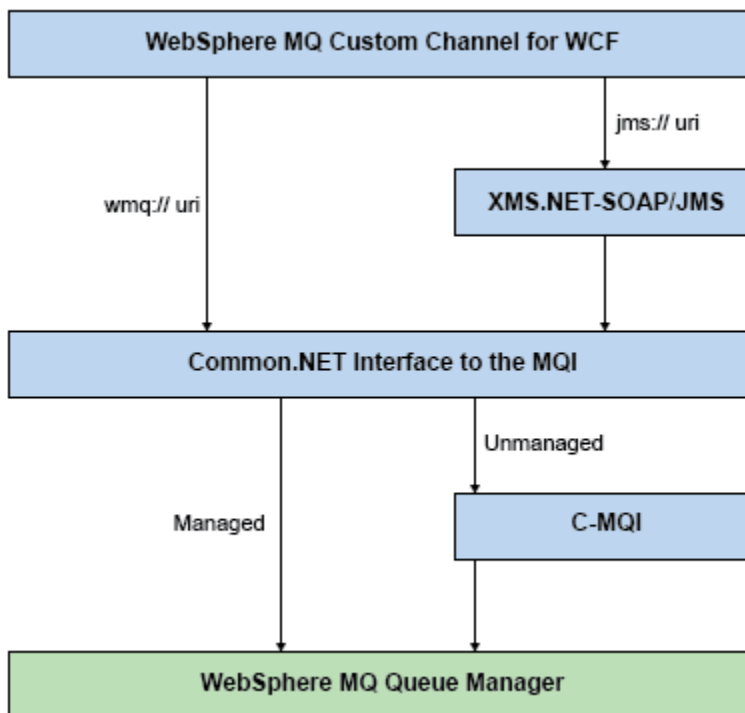 WebSphere MQ Custom Channel for WCF
jms:// uri
wmq:// uri
XMS.NET-SOAP/JMS
Common.NET Interface to the MQI
Unmanaged
Managed
C-MQI
WebSphere MQ Queue Manager